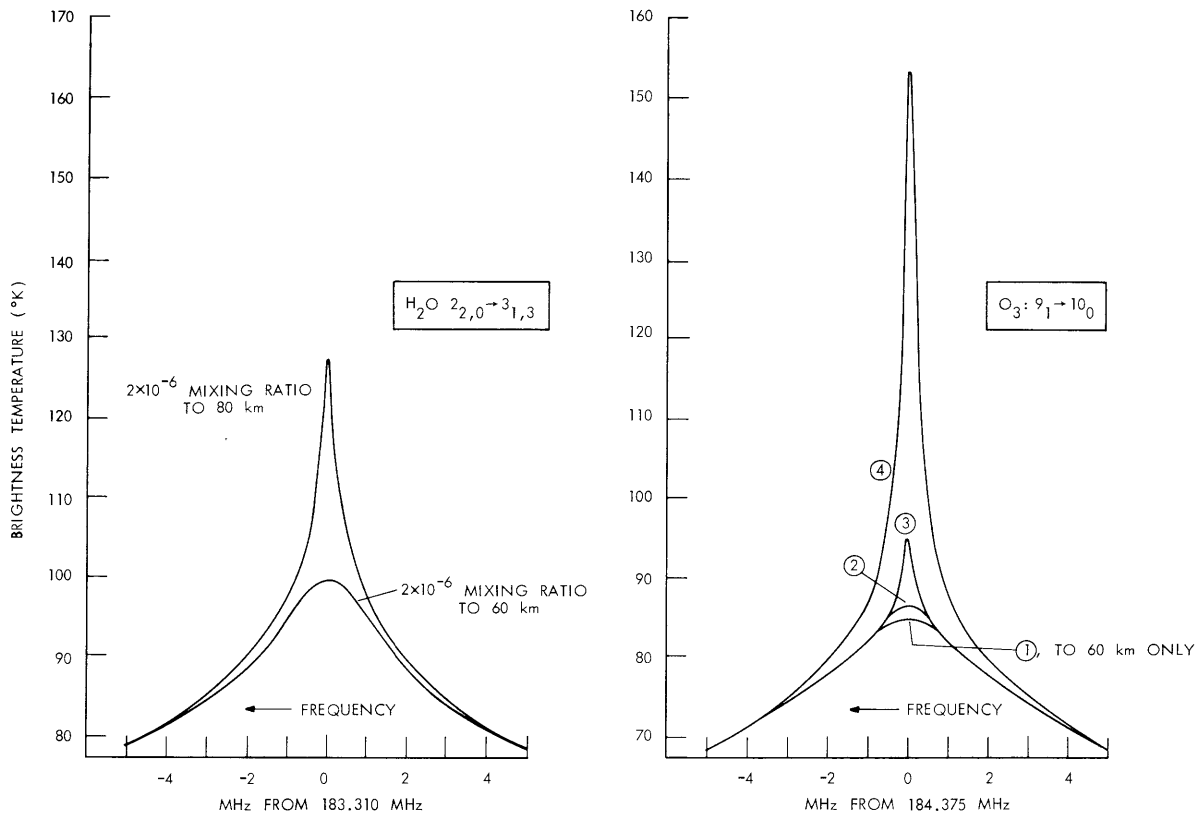 170
160
150
140
130
120
110
100
90
80
BRIGHTNESS TEMPERATURE (°K)
H₂O 2₂,₀→3₁,₃
2×10⁻⁶ MIXING RATIO
TO 80 km
2×10⁻⁶ MIXING RATIO
TO 60 km
← FREQUENCY
-4 -2 0 2 4
MHz FROM 183.310 MHz
160
150
140
130
120
110
100
90
80
70
O₃: 9₁→10₀
④
③
②
①, TO 60 km ONLY
← FREQUENCY
-4 -2 0 2 4
MHz FROM 184.375 MHz